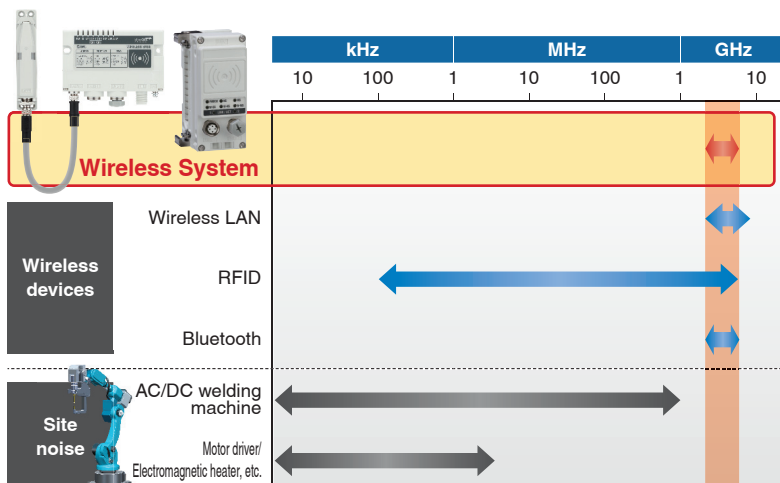 kHz MHz GHz
10 100 1 10 100 1 10
Wireless System
Wireless LAN
Wireless
devices
RFID
Bluetooth
AC/DC welding
machine
Site
noise
Motor driver/
Electromagnetic heater, etc.